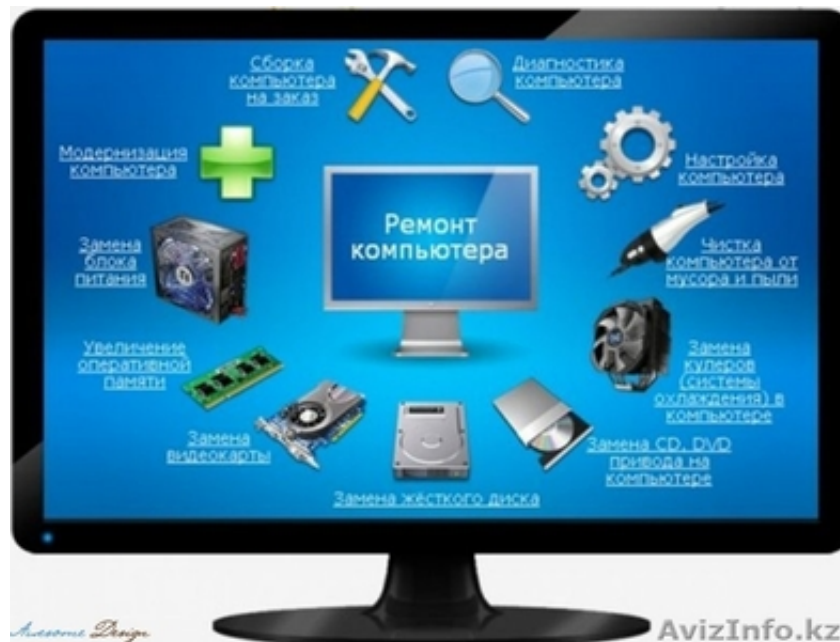 Сборка
компьютера
на заказ
Диагностика
компьютера
Модернизация
компьютера
Настройка
компьютера
Ремонт
компьютера
Замена
блока
питания
Чистка
компьютера от
мусора и пыли
Увеличение
оперативной
памяти
Замена
кулеров
(системы
охлаждения) в
компьютере
Замена
видеокарты
Замена CD, DVD
привода на
компьютере
Замена жёсткого диска
Awesome Design
AvizInfo.kz